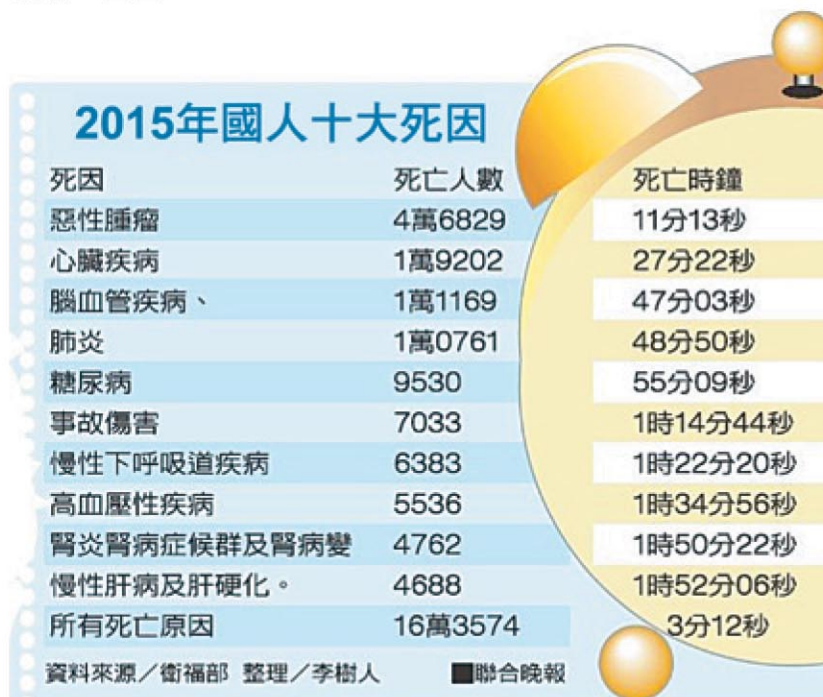 2015年國人十大死因
死因 死亡人數 死亡時鐘
惡性腫瘤 4萬6829 11分13秒
心臟疾病 1萬9202 27分22秒
腦血管疾病、 1萬1169 47分03秒
肺炎 1萬0761 48分50秒
糖尿病 9530 55分09秒
事故傷害 7033 1時14分44秒
慢性下呼吸道疾病 6383 1時22分20秒
高血壓性疾病 5536 1時34分56秒
腎炎腎病症候群及腎病變 4762 1時50分22秒
慢性肝病及肝硬化。 4688 1時52分06秒
所有死亡原因 16萬3574 3分12秒
資料來源／衛福部 整理／李樹人 ■聯合晚報